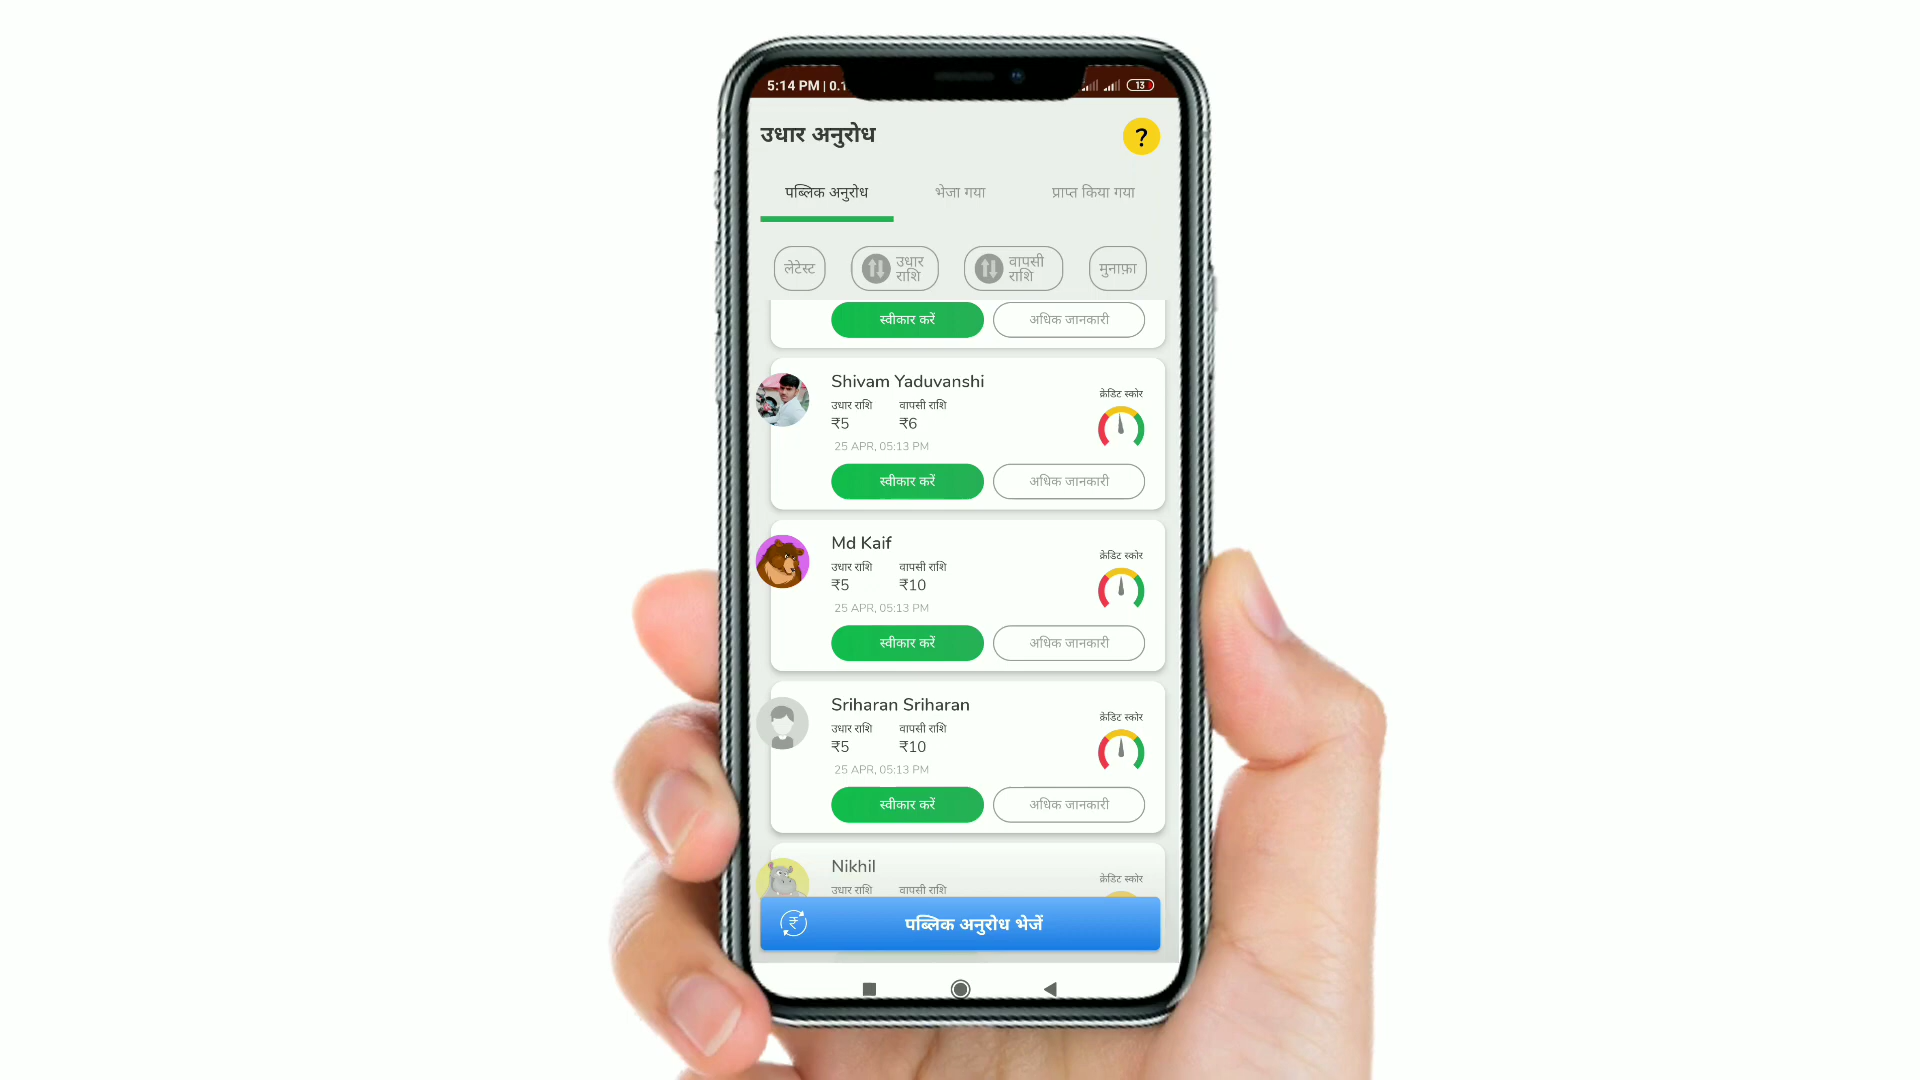 5:14 PM | 0.1
13
उधार अनुरोध
?
पब्लिक अनुरोध
भेजा गया
प्राप्त किया गया
लेटेस्ट
उधार
राशि
वापसी
राशि
मुनाफ़ा
स्वीकार करें
अधिक जानकारी
Shivam Yaduvanshi
क्रेडिट स्कोर
उधार राशि
वापसी राशि
₹5
₹6
25 APR, 05:13 PM
स्वीकार करें
अधिक जानकारी
Md Kaif
क्रेडिट स्कोर
उधार राशि
वापसी राशि
₹5
₹10
25 APR, 05:13 PM
स्वीकार करें
अधिक जानकारी
Sriharan Sriharan
क्रेडिट स्कोर
उधार राशि
वापसी राशि
₹5
₹10
25 APR, 05:13 PM
स्वीकार करें
अधिक जानकारी
Nikhil
क्रेडिट स्कोर
उधार राशि
वापसी राशि
₹
पब्लिक अनुरोध भेजें